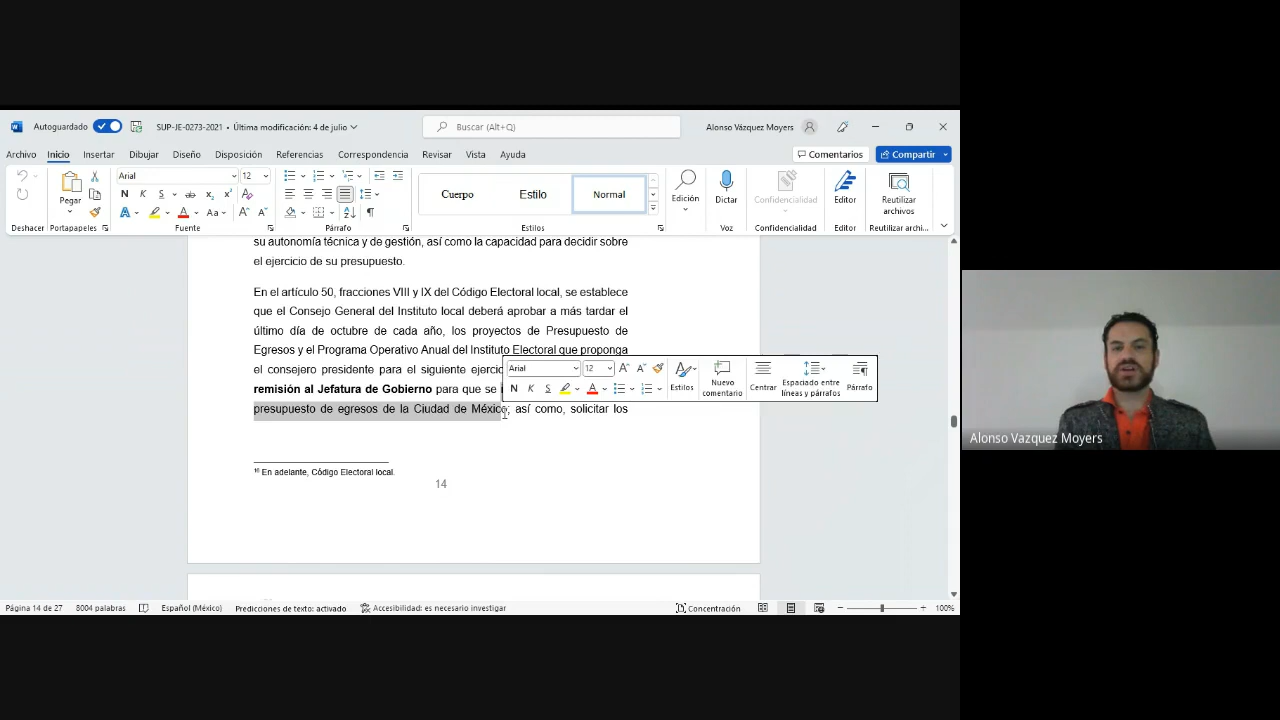 Autoguardado
SUP-JE-0273-2021 • Última modificación: 4 de julio
Buscar (Alt+Q)
Alonso Vázquez Moyers
Archivo Inicio Insertar Dibujar Diseño Disposición Referencias Correspondencia Revisar Vista Ayuda
Comentarios
Compartir
Pegar
Arial 12
N K S ab x₂ x²
A A Aa A A
Cuerpo Estilo Normal
Edición
Dictar
Confidencialidad
Editor
Reutilizar archivos
Deshacer Portapapeles Fuente Párrafo Estilos Voz Confidencialidad Editor Reutilizar archi...
su autonomía técnica y de gestión, así como la capacidad para decidir sobre
el ejercicio de su presupuesto.
En el artículo 50, fracciones VIII y IX del Código Electoral local, se establece
que el Consejo General del Instituto local deberá aprobar a más tardar el
último día de octubre de cada año, los proyectos de Presupuesto de
Egresos y el Programa Operativo Anual del Instituto Electoral que proponga
el consejero presidente para el siguiente ejercic
remisión al Jefatura de Gobierno para que se
presupuesto de egresos de la Ciudad de México; así como, solicitar los
Arial 12
N K S
Estilos
Nuevo comentario
Centrar
Espaciado entre líneas y párrafos
Párrafo
En adelante, Código Electoral local.
14
Página 14 de 27 8004 palabras Español (México) Predicciones de texto: activado Accesibilidad: es necesario investigar
Concentración
100%
Alonso Vazquez Moyers